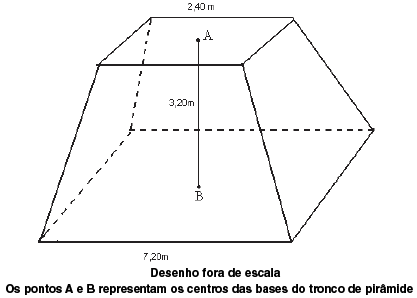 2,40 m
A
3,20m
B
7,20m
Desenho fora de escala
Os pontos A e B representam os centros das bases do tronco de pirâmide